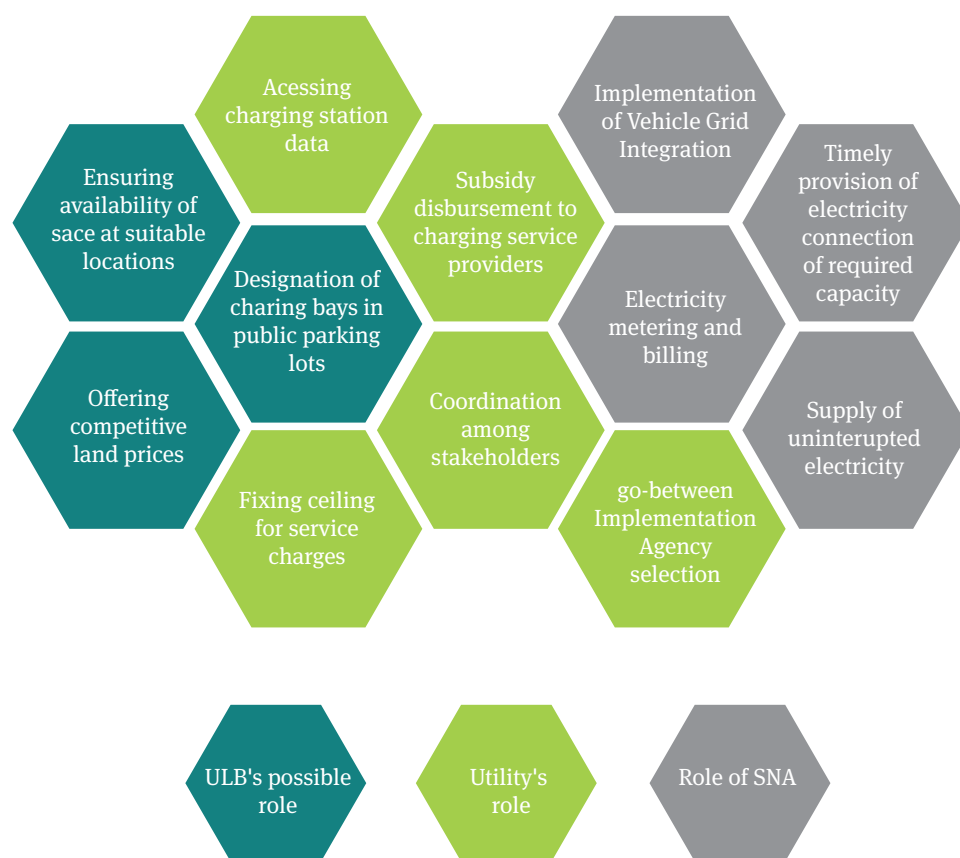 Acessing
charging station
data
Implementation
of Vehicle Grid
Integration
Ensuring
availability of
sace at suitable
locations
Subsidy
disbursement to
charging service
providers
Timely
provision of
electricity
connection
of required
capacity
Designation of
charing bays in
public parking
lots
Electricity
metering and
billing
Offering
competitive
land prices
Coordination
among
stakeholders
Supply of
uninterupted
electricity
Fixing ceiling
for service
charges
go-between
Implementation
Agency
selection
ULB's possible
role
Utility's
role
Role of SNA